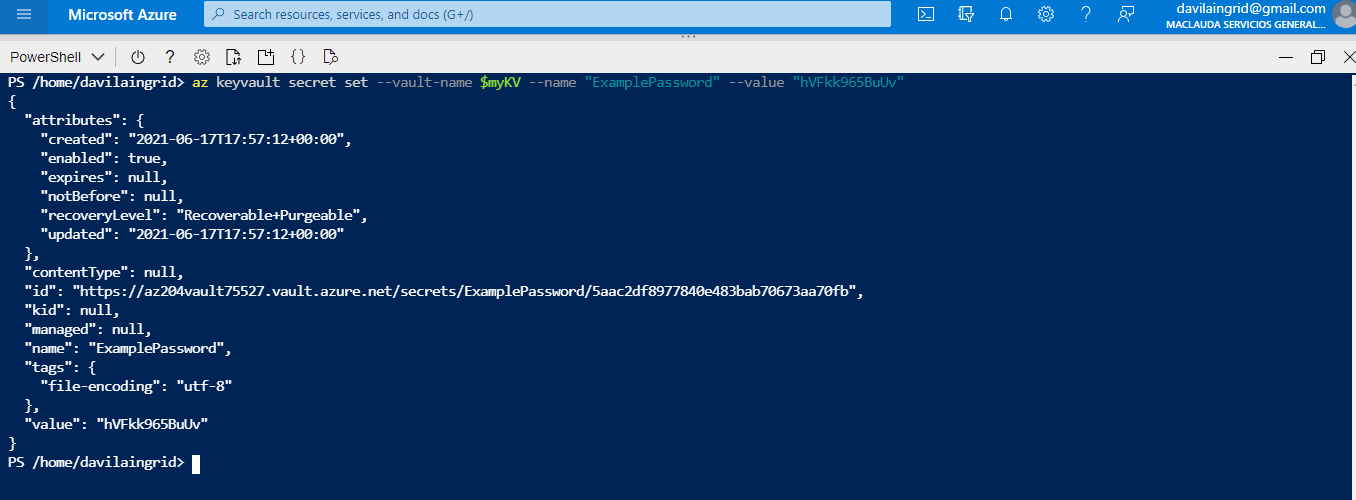 Microsoft Azure
Search resources, services, and docs (G+/)
davilaingrid@gmail.com
MACLAUDA SERVICIOS GENERAL...
PowerShell
PS /home/davilaingrid> az keyvault secret set --vault-name $myKV --name "ExamplePassword" --value "hVFkk965BuUv"
{
  "attributes": {
    "created": "2021-06-17T17:57:12+00:00",
    "enabled": true,
    "expires": null,
    "notBefore": null,
    "recoveryLevel": "Recoverable+Purgeable",
    "updated": "2021-06-17T17:57:12+00:00"
  },
  "contentType": null,
  "id": "https://az204vault75527.vault.azure.net/secrets/ExamplePassword/5aac2df8977840e483bab70673aa70fb",
  "kid": null,
  "managed": null,
  "name": "ExamplePassword",
  "tags": {
    "file-encoding": "utf-8"
  },
  "value": "hVFkk965BuUv"
}
PS /home/davilaingrid>